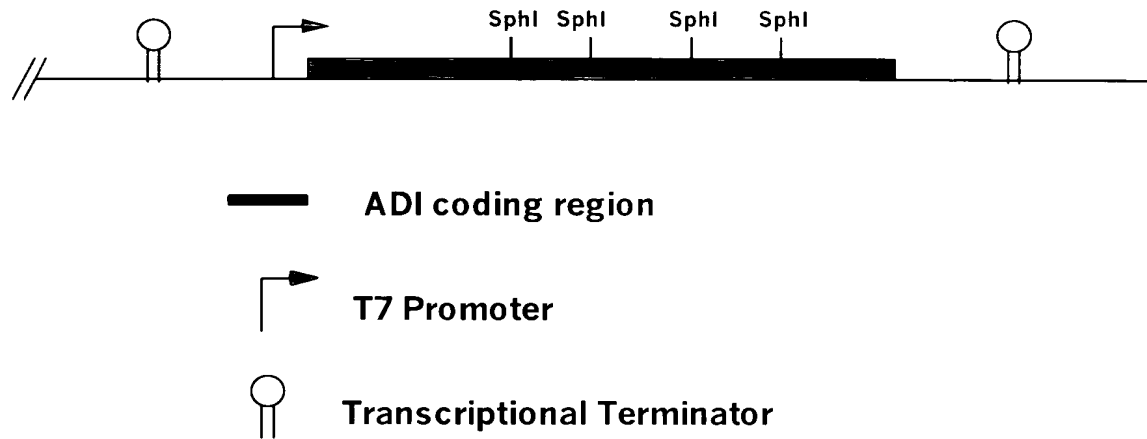 SphI SphI SphI SphI
ADI coding region
T7 Promoter
Transcriptional Terminator